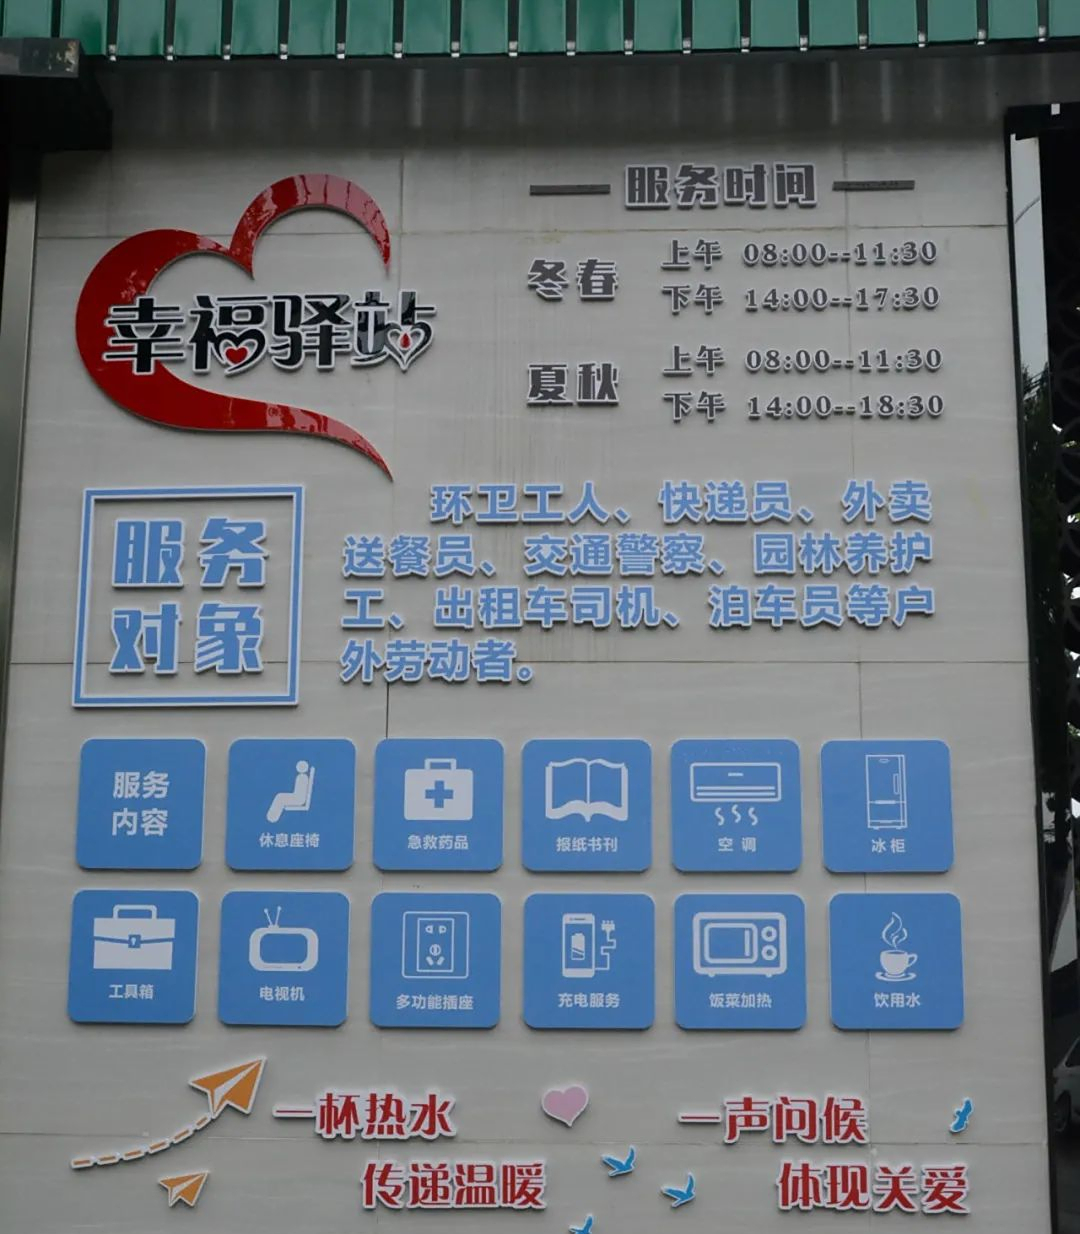 服务时间
幸福驿站
冬春
上午 08:00--11:30
下午 14:00--17:30
夏秋
上午 08:00--11:30
下午 14:00--18:30
服务
对象
环卫工人、快递员、外卖
送餐员、交通警察、园林养护
工、出租车司机、泊车员等户
外劳动者。
服务
内容
休息座椅
急救药品
报纸书刊
空 调
冰 柜
工具箱
电视机
多功能插座
充电服务
饭菜加热
饮用水
一杯热水
传递温暖
一声问候
体现关爱